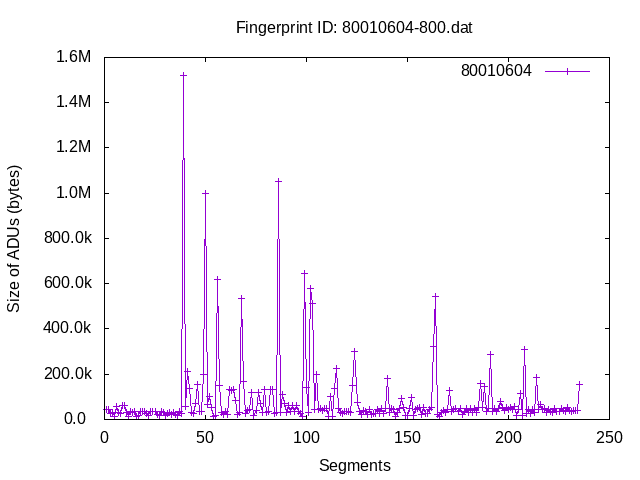 Fingerprint ID: 80010604-800.dat
1.6M
80010604
1.4M
1.2M
1.0M
800.0k
600.0k
400.0k
200.0k
0.0
Size of ADUs (bytes)
0 50 100 150 200 250
Segments